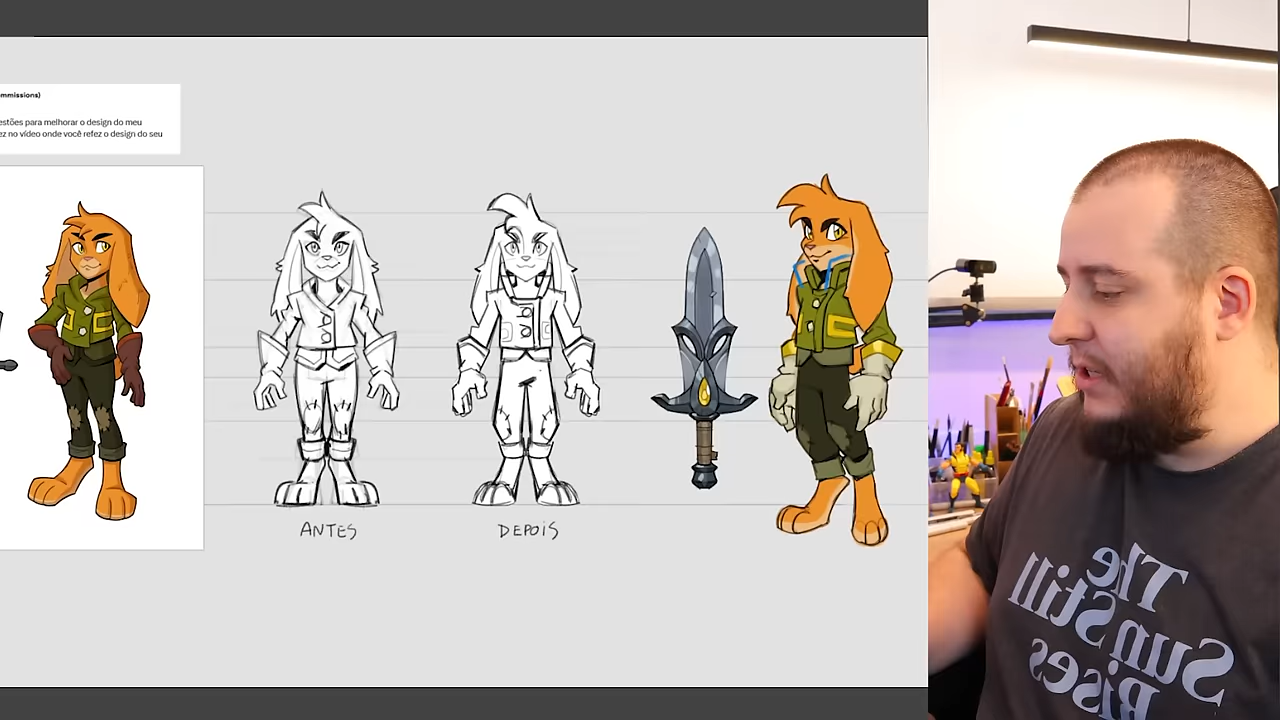 mmissions)
estões para melhorar o design do meu
ez no vídeo onde você refez o design do seu
ANTES
DEPOIS
The
Still
Sun
Rises